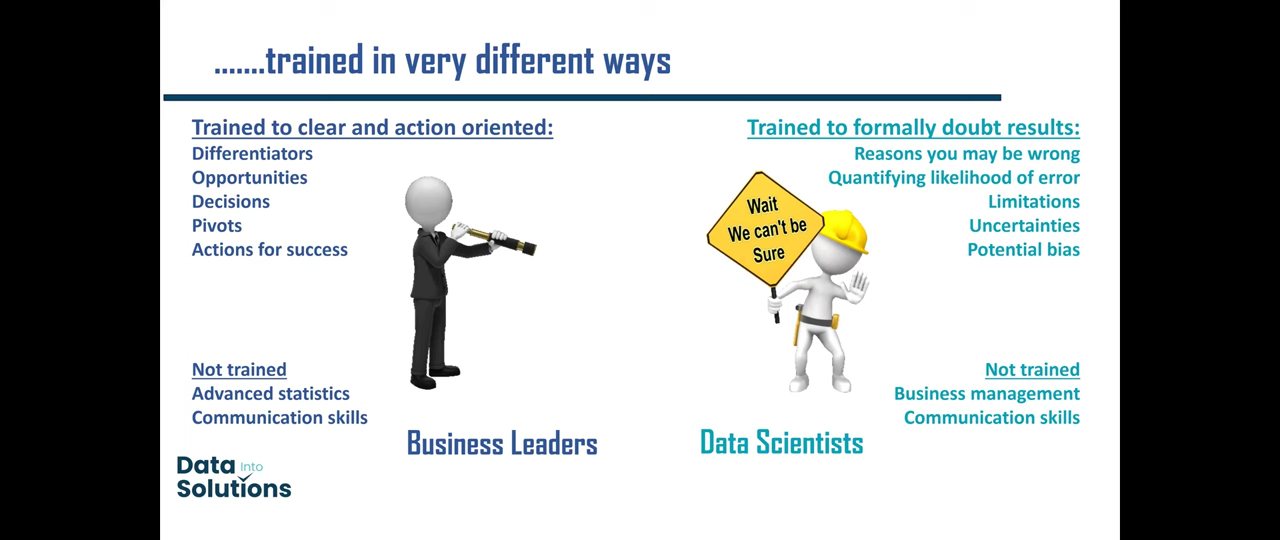 .......trained in very different ways
Trained to clear and action oriented:
Differentiators
Opportunities
Decisions
Pivots
Actions for success
Not trained
Advanced statistics
Communication skills
Business Leaders
Trained to formally doubt results:
Reasons you may be wrong
Quantifying likelihood of error
Limitations
Uncertainties
Potential bias
Wait
We can't be
Sure
Not trained
Business management
Communication skills
Data Scientists
Data Into
Solutions